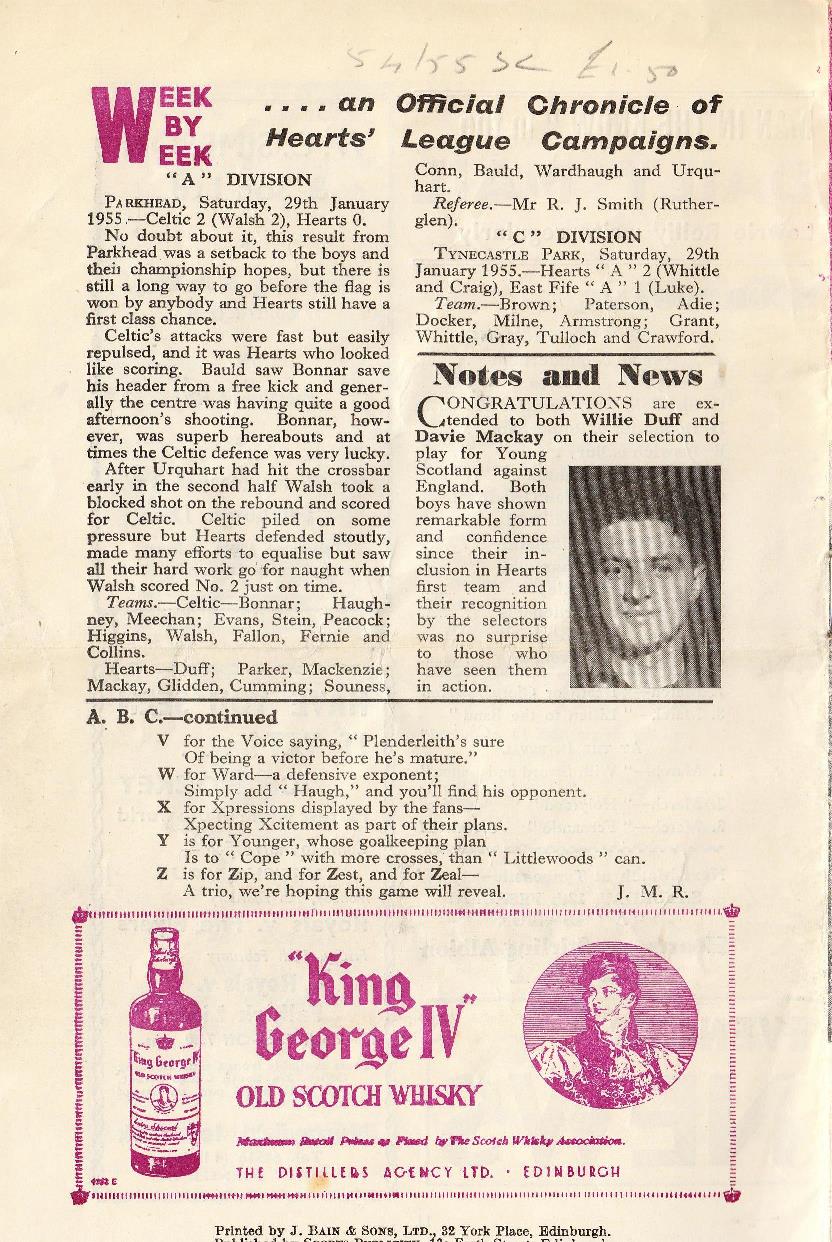 54/55 SC £1.50
WEEK
BY
WEEK
. . . . an Official Chronicle of
Hearts' League Campaigns.
“ A ” DIVISION
PARKHEAD, Saturday, 29th January
1955.—Celtic 2 (Walsh 2), Hearts 0.
No doubt about it, this result from
Parkhead was a setback to the boys and
their championship hopes, but there is
still a long way to go before the flag is
won by anybody and Hearts still have a
first class chance.
Celtic's attacks were fast but easily
repulsed, and it was Hearts who looked
like scoring. Bauld saw Bonnar save
his header from a free kick and gener-
ally the centre was having quite a good
afternoon's shooting. Bonnar, how-
ever, was superb hereabouts and at
times the Celtic defence was very lucky.
After Urquhart had hit the crossbar
early in the second half Walsh took a
blocked shot on the rebound and scored
for Celtic. Celtic piled on some
pressure but Hearts defended stoutly,
made many efforts to equalise but saw
all their hard work go for naught when
Walsh scored No. 2 just on time.
Teams.—Celtic—Bonnar; Haugh-
ney, Meechan; Evans, Stein, Peacock;
Higgins, Walsh, Fallon, Fernie and
Collins.
Hearts—Duff; Parker, Mackenzie;
Mackay, Glidden, Cumming; Souness,
Conn, Bauld, Wardhaugh and Urqu-
hart.
Referee.—Mr R. J. Smith (Ruther-
glen).
“ C ” DIVISION
TYNECASTLE PARK, Saturday, 29th
January 1955.—Hearts “ A ” 2 (Whittle
and Craig), East Fife “ A ” 1 (Luke).
Team.—Brown; Paterson, Adie;
Docker, Milne, Armstrong; Grant,
Whittle, Gray, Tulloch and Crawford.
Notes and News
CONGRATULATIONS are ex-
tended to both Willie Duff and
Davie Mackay on their selection to
play for Young
Scotland against
England. Both
boys have shown
remarkable form
and confidence
since their in-
clusion in Hearts
first team and
their recognition
by the selectors
was no surprise
to those who
have seen them
in action.
A. B. C.—continued
V for the Voice saying, “ Plenderleith's sure
Of being a victor before he's mature.”
W for Ward—a defensive exponent;
Simply add “ Haugh,” and you'll find his opponent.
X for Xpressions displayed by the fans—
Xpecting Xcitement as part of their plans.
Y is for Younger, whose goalkeeping plan
Is to “ Cope ” with more crosses, than “ Littlewoods ” can.
Z is for Zip, and for Zest, and for Zeal—
A trio, we're hoping this game will reveal. J. M. R.
King George IV
OLD SCOTCH WHISKY
“King
George IV”
OLD SCOTCH WHISKY
Maximum Retail Prices as Fixed by The Scotch Whisky Association.
THE DISTILLERS AGENCY LTD. · EDINBURGH
Printed by J. BAIN & SONS, LTD., 32 York Place, Edinburgh.